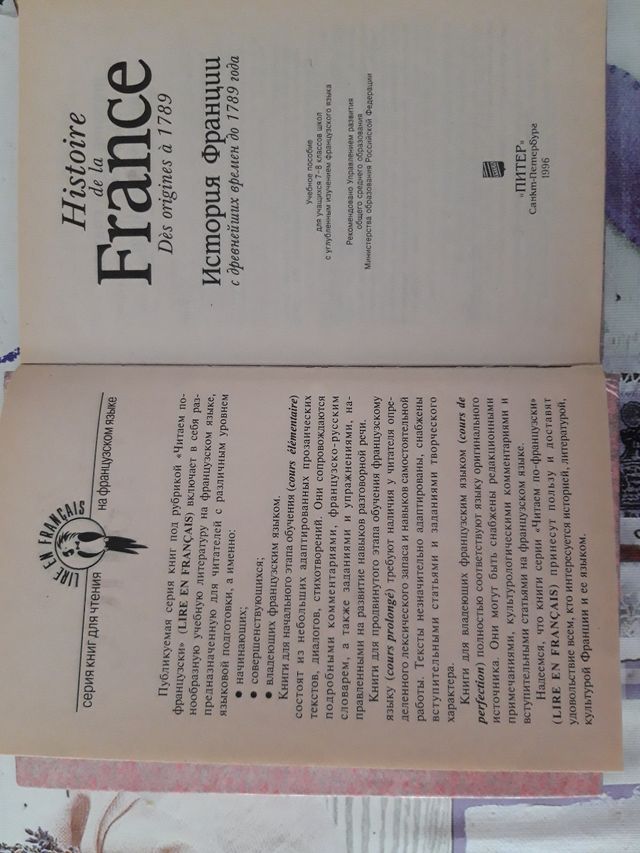 серия книг для чтения
LIRE EN FRANÇAIS
на французском языке
Публикуемая серия книг под рубрикой «Читаем по-
французски» (LIRE EN FRANÇAIS) включает в себя раз-
нообразную учебную литературу на французском языке,
предназначенную для читателей с различным уровнем
языковой подготовки, а именно:
• начинающих;
• совершенствующихся;
• владеющих французским языком.
Книги для начального этапа обучения (cours élémentaire)
состоят из небольших адаптированных прозаических
текстов, диалогов, стихотворений. Они сопровождаются
подробными комментариями, французско-русским
словарем, а также заданиями и упражнениями, на-
правленными на развитие навыков разговорной речи.
Книги для продвинутого этапа обучения французскому
языку (cours prolongé) требуют наличия у читателя опре-
деленного лексического запаса и навыков самостоятельной
работы. Тексты незначительно адаптированы, снабжены
вступительными статьями и заданиями творческого
характера.
Книги для владеющих французским языком (cours de
perfection) полностью соответствуют языку оригинального
источника. Они могут быть снабжены редакционными
примечаниями, культурологическими комментариями и
вступительными статьями на французском языке.
Надеемся, что книги серии «Читаем по-французски»
(LIRE EN FRANÇAIS) принесут пользу и доставят
удовольствие всем, кто интересуется историей, литературой,
культурой Франции и ее языком.
Histoire
de la
France
Dès origines à 1789
История Франции
с древнейших времен до 1789 года
Учебное пособие
для учащихся 7–8 классов школ
с углубленным изучением французского языка
Рекомендовано Управлением развития
общего среднего образования
Министерства образования Российской Федерации
«ПИТЕР»
Санкт-Петербург
1996